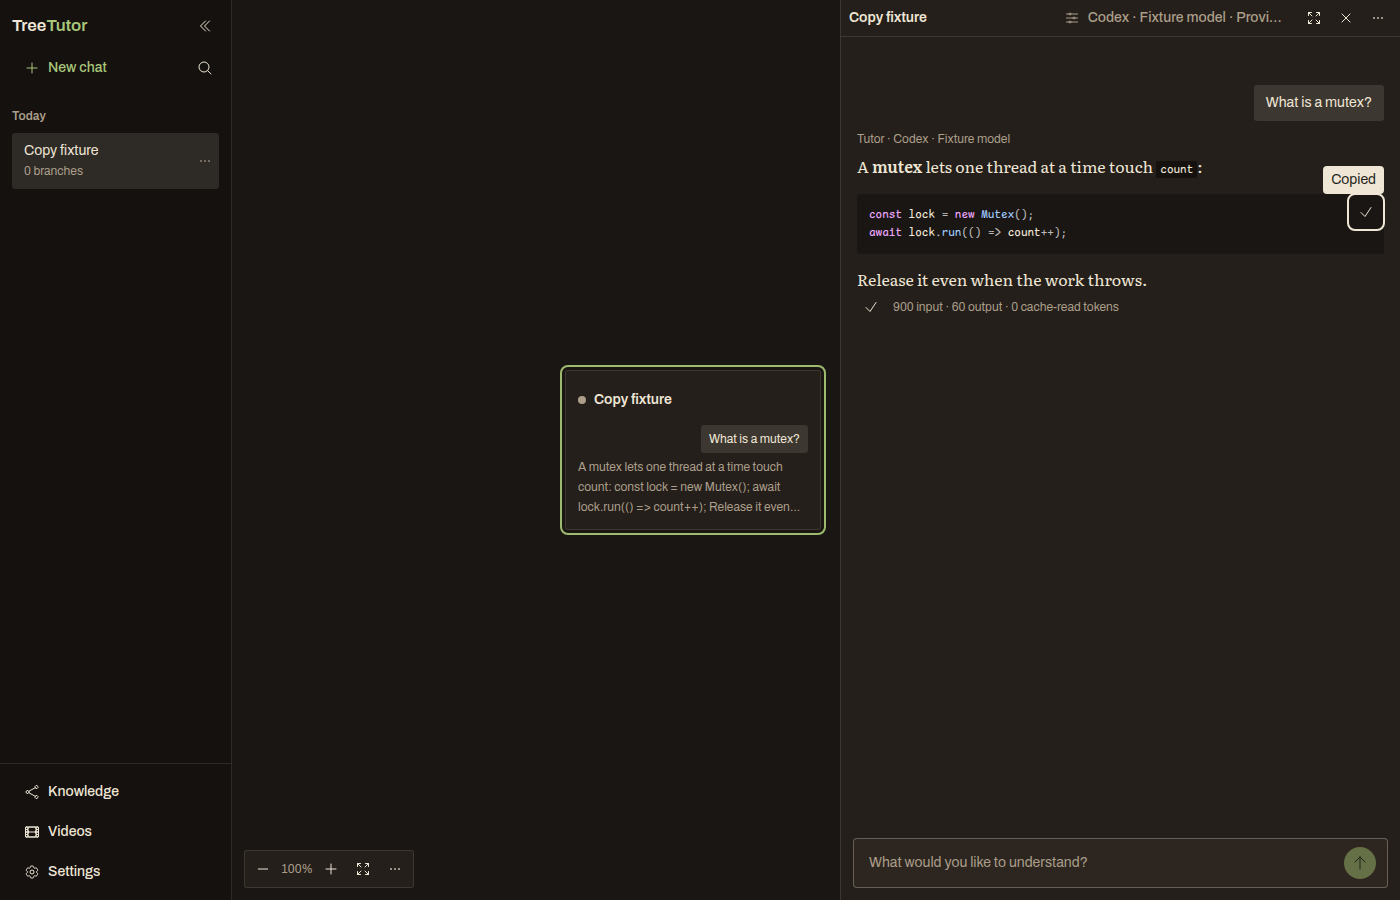 TreeTutor
New chat
Today
Copy fixture
0 branches
Knowledge
Videos
Settings
Copy fixture
What is a mutex?
A mutex lets one thread at a time touch
count: const lock = new Mutex(); await
lock.run(() => count++); Release it even...
100%
Copy fixture
Codex · Fixture model · Provi...
What is a mutex?
Tutor · Codex · Fixture model
A mutex lets one thread at a time touch count:
Copied
const lock = new Mutex();
await lock.run(() => count++);
Release it even when the work throws.
900 input · 60 output · 0 cache-read tokens
What would you like to understand?